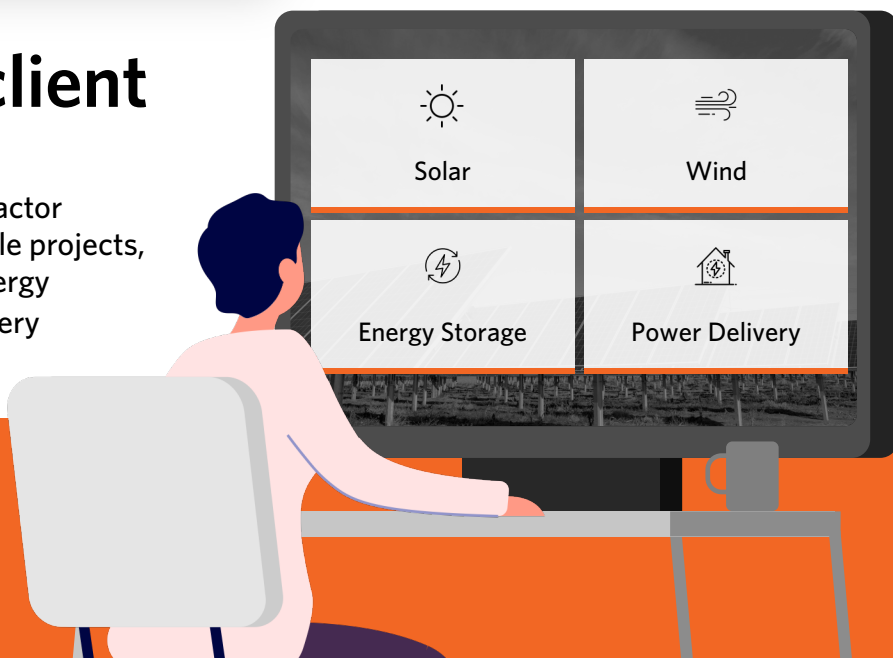 client
actor
le projects,
ergy
ery
Solar
Wind
Energy Storage
Power Delivery